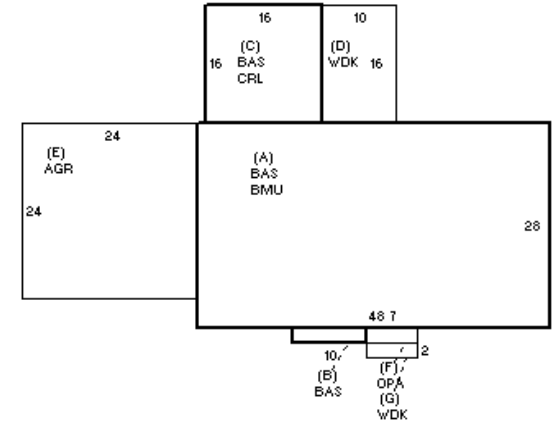 16 10
(C) (D)
16 BAS WDK 16
CRL
24
(E)
AGR
(A)
BAS
BMU
24
28
48 7
10 2
(B) (F)
BAS OPA
(G)
WDK